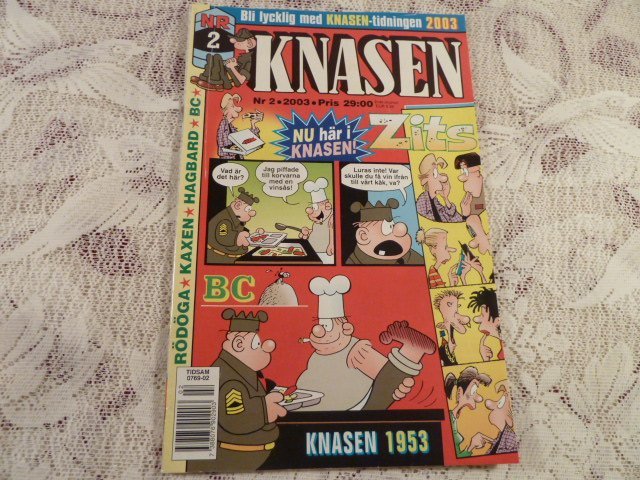 Bli lycklig med KNASEN-tidningen 2003
NR
2
KNASEN
Nr 2 • 2003 • Pris 29:00
NU här i
KNASEN!
Zits
RÖDÖGA ★ KAXEN ★ HAGBARD ★ BC ★
Vad är
det här?
Jag piffade
till korvarna
med en
vinsås!
Luras inte! Var
skulle du få vin ifrån
till vårt kák, va?
BC
TIDSAM
0769-02
KNASEN 1953